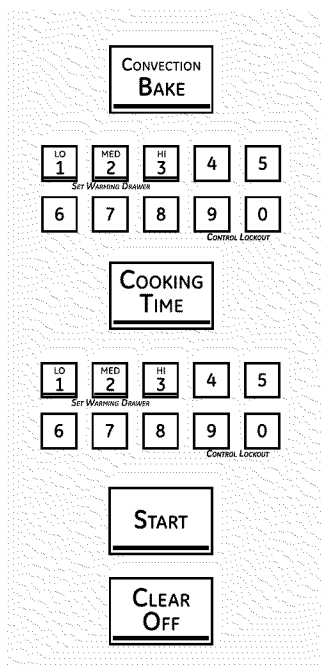 CONVECTION
BAKE
LO MED HI
1 2 3 4 5
SET WARMING DRAWER
6 7 8 9 0
CONTROL LOCKOUT
COOKING
TIME
LO MED HI
1 2 3 4 5
SET WARMING DRAWER
6 7 8 9 0
CONTROL LOCKOUT
START
CLEAR
OFF